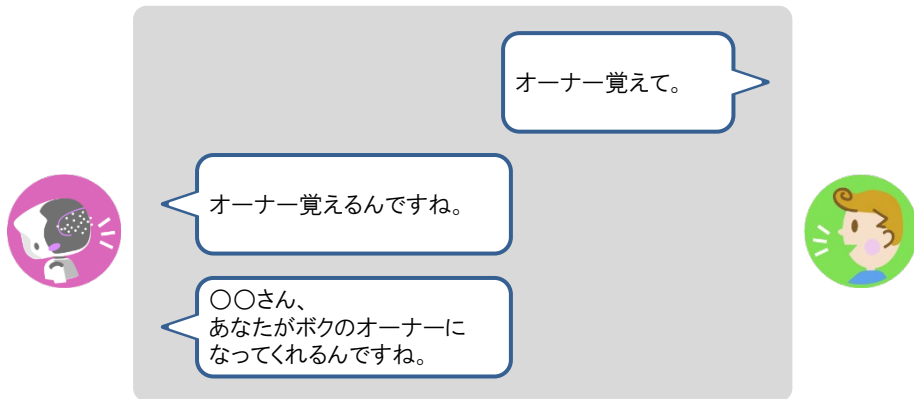 オーナー覚えて。
オーナー覚えるんですね。
〇〇さん、
あなたがボクのオーナーに
なってくれるんですね。